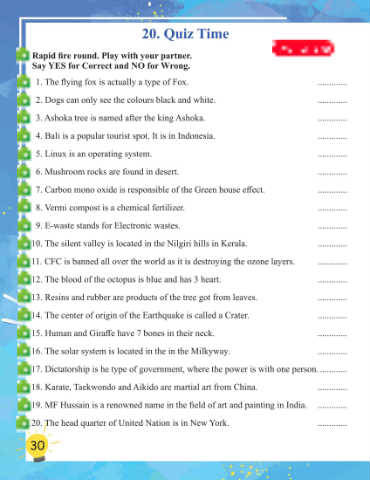 20. Quiz Time
Rapid fire round. Play with your partner.
Say YES for Correct and NO for Wrong.
1. The flying fox is actually a type of Fox. .............
2. Dogs can only see the colours black and white. .............
3. Ashoka tree is named after the king Ashoka. .............
4. Bali is a popular tourist spot, It is in Indonesia. .............
5. Linux is an operating system. .............
6. Mushroom rocks are found in desert. .............
7. Carbon mono oxide is responsible of the Green house effect. .............
8. Vermi compost is a chemical fertilizer. .............
9. E-waste stands for Electronic wastes. .............
10. The silent valley is located in the Nilgiri hills in Kerala. .............
11. CFC is banned all over the world as it is destroying the ozone layers. .............
12. The blood of the octopus is blue and has 3 heart. .............
13. Resins and rubber are products of the tree got from leaves. .............
14. The center of origin of the Earthquake is called a Crater. .............
15. Human and Giraffe have 7 bones in their neck. .............
16. The solar system is located in the in the Milkyway. .............
17. Dictatorship is he type of government, where the power is with one person. .............
18. Karate, Taekwondo and Aikido are martial art from China. .............
19. MF Hussain is a renowned name in the field of art and painting in India. .............
20. The head quarter of United Nation is in New York. .............
30